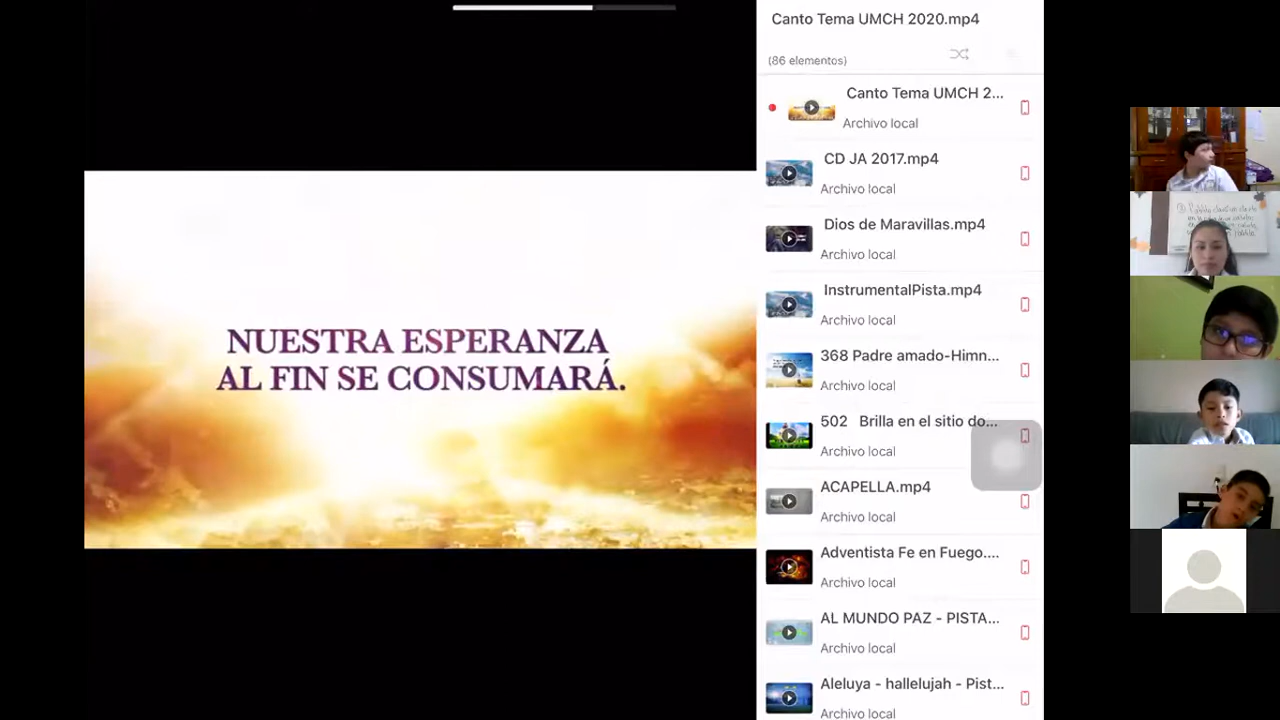 NUESTRA ESPERANZA
AL FIN SE CONSUMARÁ.
Canto Tema UMCH 2020.mp4
(86 elementos)
Canto Tema UMCH 2...
Archivo local
CD JA 2017.mp4
Archivo local
Dios de Maravillas.mp4
Archivo local
InstrumentalPista.mp4
Archivo local
368 Padre amado-Himn...
Archivo local
502 Brilla en el sitio do...
Archivo local
ACAPELLA.mp4
Archivo local
Adventista Fe en Fuego....
Archivo local
AL MUNDO PAZ - PISTA...
Archivo local
Aleluya - hallelujah - Pist...
Archivo local